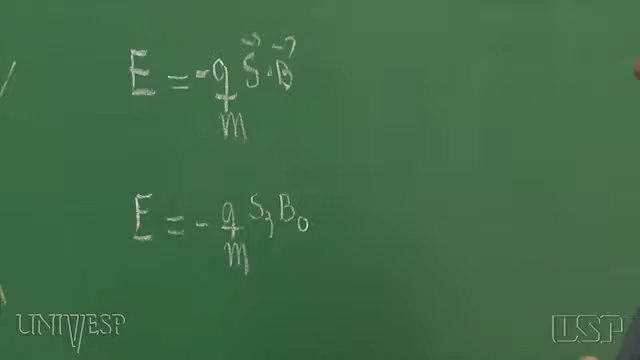 E = - q/m S⃗ · B⃗
E = - q/m S_z B_0
UNIVESP
USP